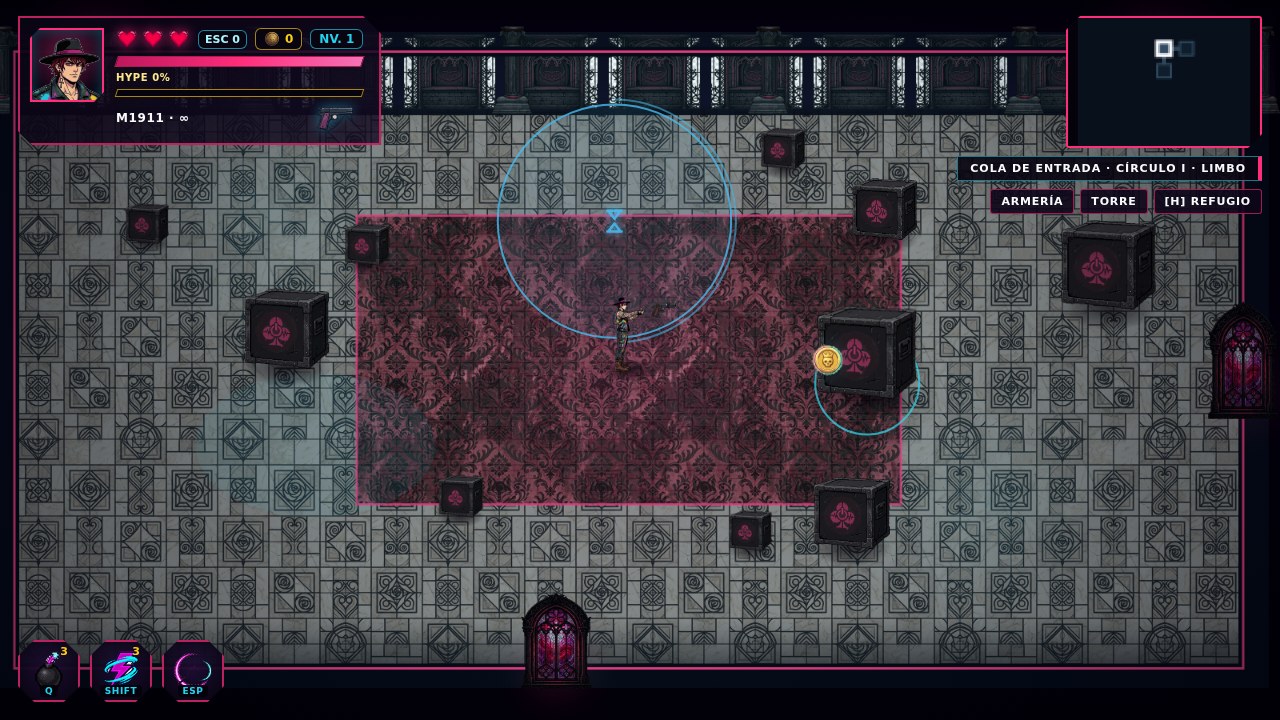 ESC 0
0
NV. 1
HYPE 0%
M1911 · ∞
COLA DE ENTRADA · CÍRCULO I · LIMBO
ARMERÍA
TORRE
[H] REFUGIO
3
Q
3
SHIFT
ESP